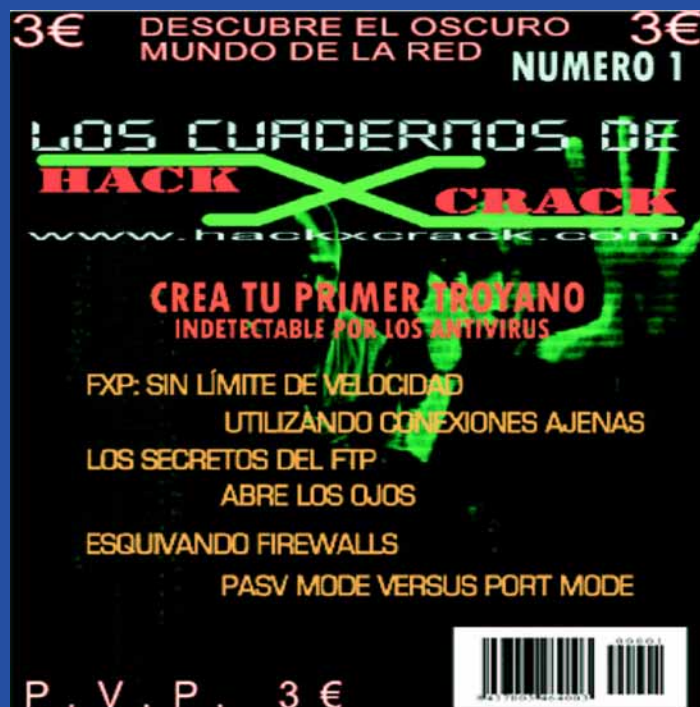 3€ DESCUBRE EL OSCURO 3€
MUNDO DE LA RED
NUMERO 1
LOS CUADERNOS DE
HACK X CRACK
www.hackxcrack.com
CREA TU PRIMER TROYANO
INDETECTABLE POR LOS ANTIVIRUS
FXP: SIN LÍMITE DE VELOCIDAD
UTILIZANDO CONEXIONES AJENAS
LOS SECRETOS DEL FTP
ABRE LOS OJOS
ESQUIVANDO FIREWALLS
PASV MODE VERSUS PORT MODE
00001
P.V.P. 3 €